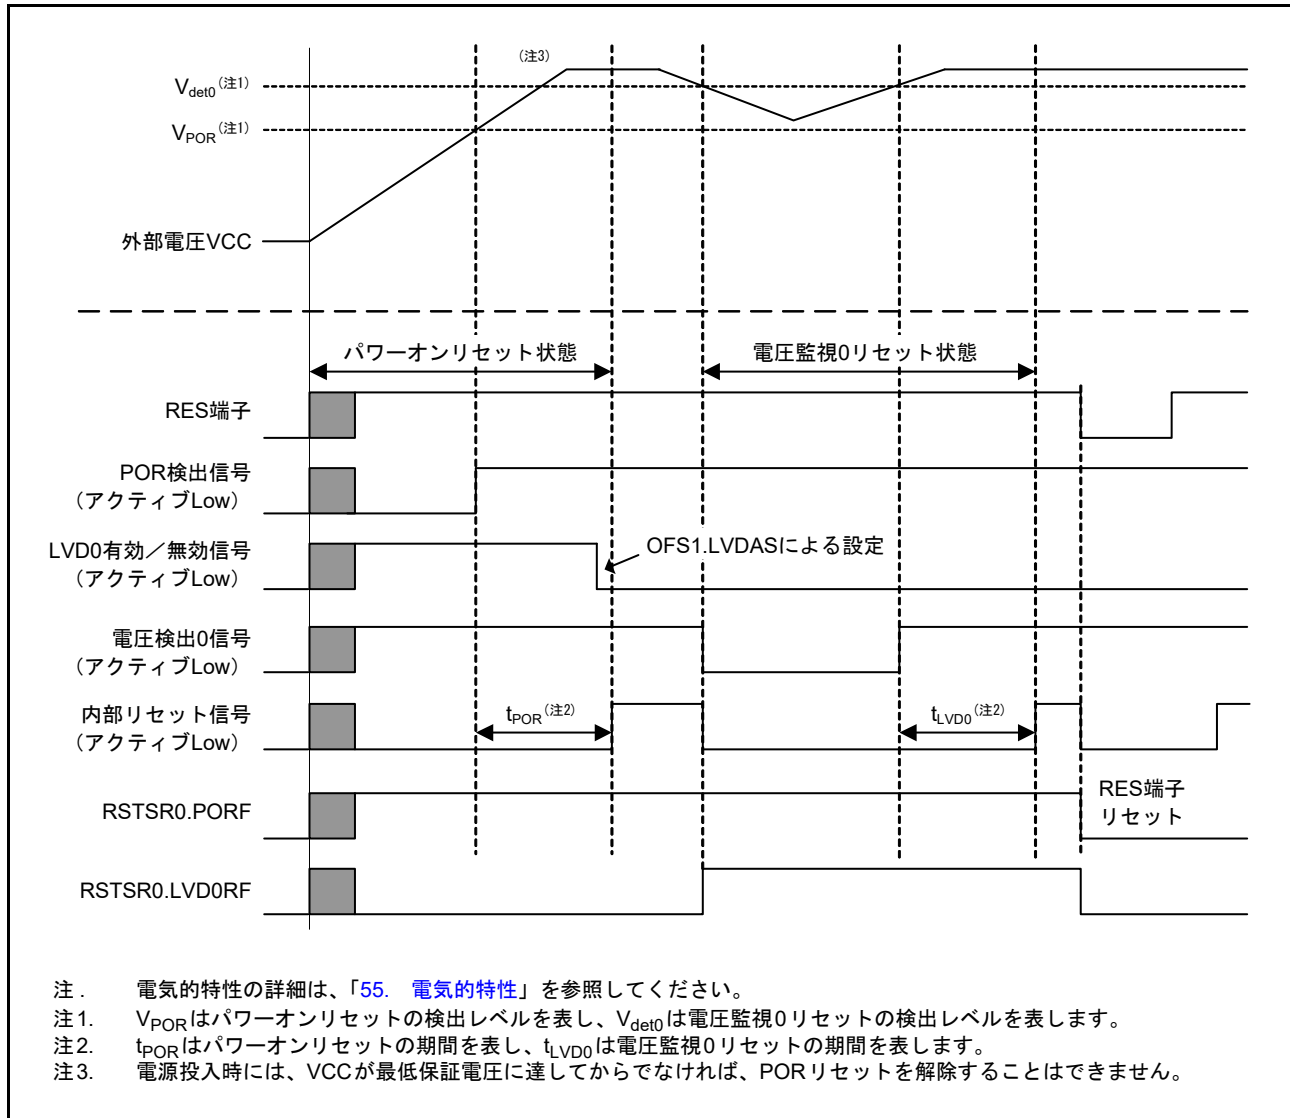 (注3)
Vdet0(注1)
VPOR(注1)
外部電圧VCC
パワーオンリセット状態
電圧監視0リセット状態
RES端子
POR検出信号
(アクティブLow)
LVD0有効/無効信号
(アクティブLow)
OFS1.LVDASによる設定
電圧検出0信号
(アクティブLow)
内部リセット信号
(アクティブLow)
tPOR(注2)
tLVD0(注2)
RSTSR0.PORF
RES端子
リセット
RSTSR0.LVD0RF
注. 電気的特性の詳細は、「55. 電気的特性」を参照してください。
注1. VPORはパワーオンリセットの検出レベルを表し、Vdet0は電圧監視0リセットの検出レベルを表します。
注2. tPORはパワーオンリセットの期間を表し、tLVD0は電圧監視0リセットの期間を表します。
注3. 電源投入時には、VCCが最低保証電圧に達してからでなければ、PORリセットを解除することはできません。